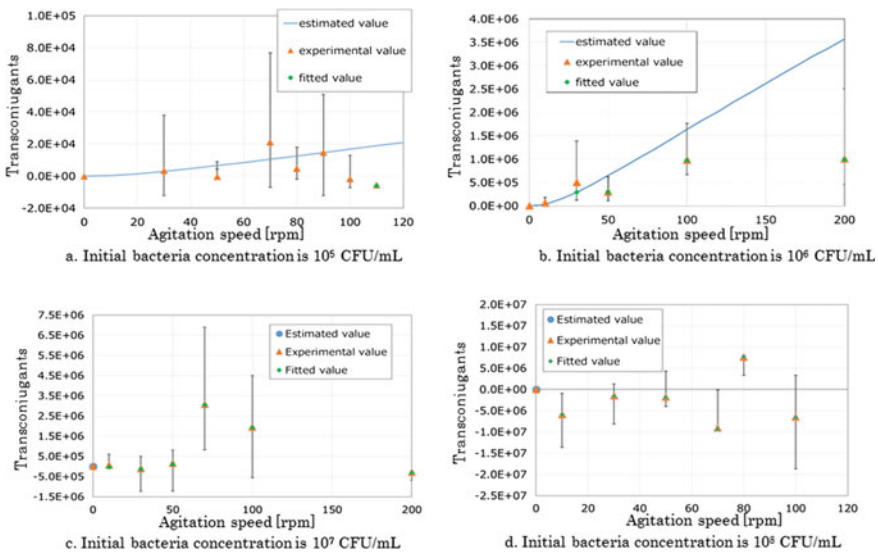 1.0E+05
8.0E+04
6.0E+04
4.0E+04
2.0E+04
0.0E+00
-2.0E+04
Transconiugants
estimated value
experimental value
fitted value
0 20 40 60 80 100 120
Agitation speed [rpm]
a. Initial bacteria concentration is 10⁵ CFU/mL
4.0E+06
3.5E+06
3.0E+06
2.5E+06
2.0E+06
1.5E+06
1.0E+06
5.0E+05
0.0E+00
Transconiugants
estimated value
experimental value
fitted value
0 50 100 150 200
Agitation speed [rpm]
b. Initial bacteria concentration is 10⁶ CFU/mL
7.5E+06
6.5E+06
5.5E+06
4.5E+06
3.5E+06
2.5E+06
1.5E+06
5.0E+05
-5.0E+05
-1.5E+06
Transconiugants
Estimated value
Experimental value
Fitted value
0 50 100 150 200
Agitation speed [rpm]
c. Initial bacteria concentration is 10⁷ CFU/mL
2.0E+07
1.5E+07
1.0E+07
5.0E+06
0.0E+00
-5.0E+06
-1.0E+07
-1.5E+07
-2.0E+07
-2.5E+07
Transconiugants
Estimated value
Experimental value
Fitted value
0 20 40 60 80 100 120
Agitation speed [rpm]
d. Initial bacteria concentration is 10⁸ CFU/mL